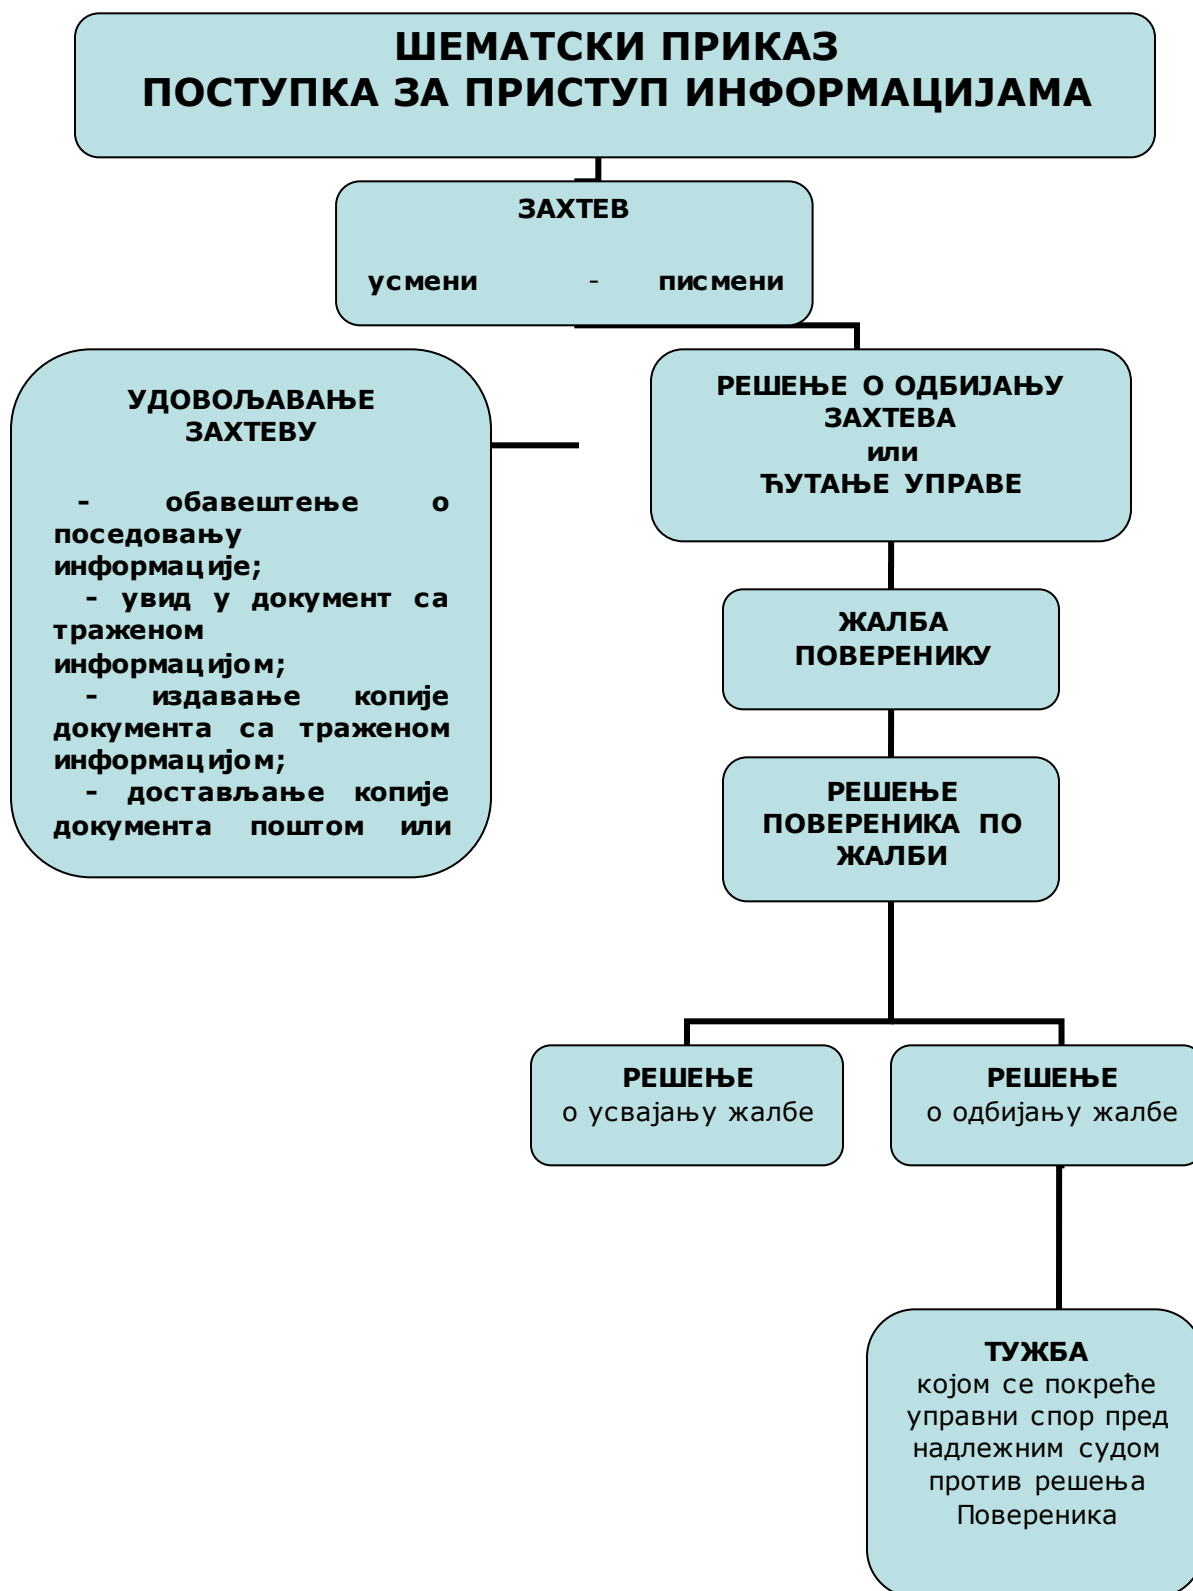 ШЕМАТСКИ ПРИКАЗ
ПОСТУПКА ЗА ПРИСТУП ИНФОРМАЦИЈАМА
ЗАХТЕВ
усмени - писмени
УДОВОЉАВАЊЕ
ЗАХТЕВУ
- обавештење о
поседовању
информације;
- увид у документ са
траженом
информацијом;
- издавање копије
документа са траженом
информацијом;
- достављање копије
документа поштом или
РЕШЕЊЕ О ОДБИЈАЊУ
ЗАХТЕВА
или
ЋУТАЊЕ УПРАВЕ
ЖАЛБА
ПОВЕРЕНИКУ
РЕШЕЊЕ
ПОВЕРЕНИКА ПО
ЖАЛБИ
РЕШЕЊЕ
о усвајању жалбе
РЕШЕЊЕ
о одбијању жалбе
ТУЖБА
којом се покреће
управни спор пред
надлежним судом
против решења
Повереника